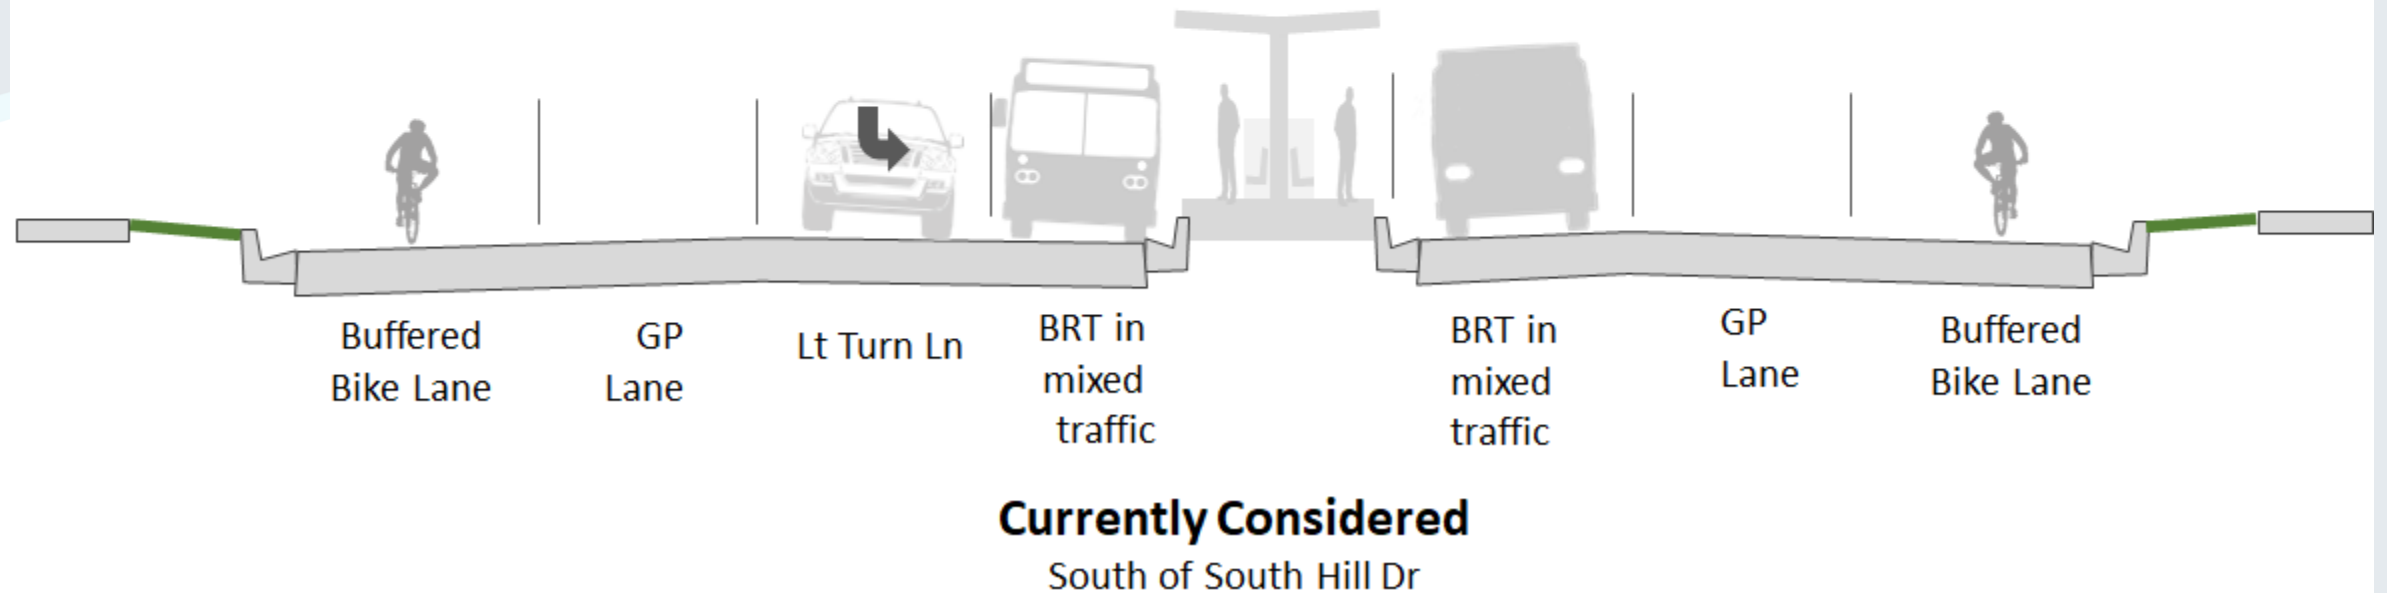 Buffered
Bike Lane
GP
Lane
Lt Turn Ln
BRT in
mixed
traffic
BRT in
mixed
traffic
GP
Lane
Buffered
Bike Lane
Currently Considered
South of South Hill Dr